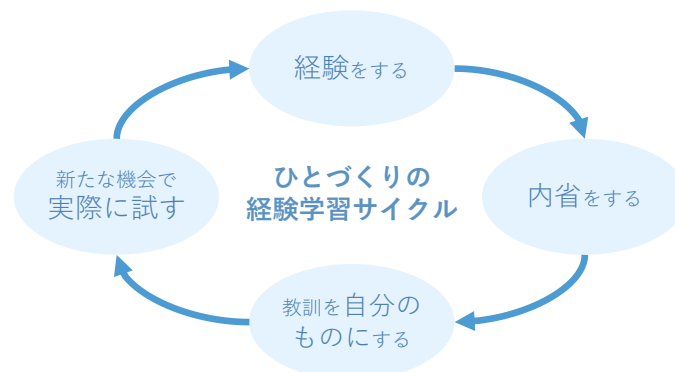 経験をする
ひとづくりの
経験学習サイクル
新たな機会で
実際に試す
内省をする
教訓を自分の
ものにする